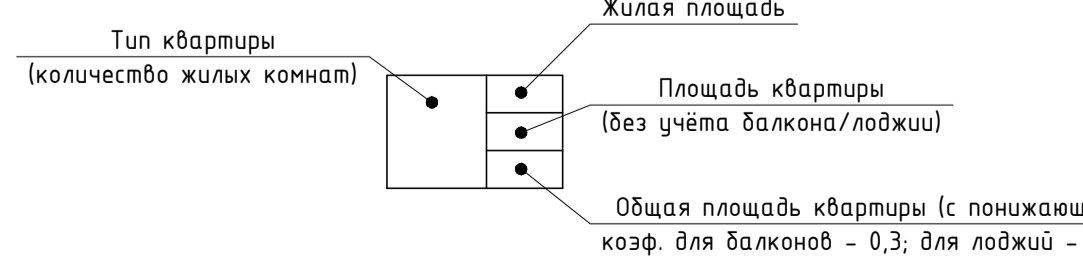 Жилая площадь
Тип квартиры
(количество жилых комнат)
Площадь квартиры
(без учёта балкона/лоджии)
Общая площадь квартиры (с понижающ
коэф. для балконов - 0,3; для лоджий -